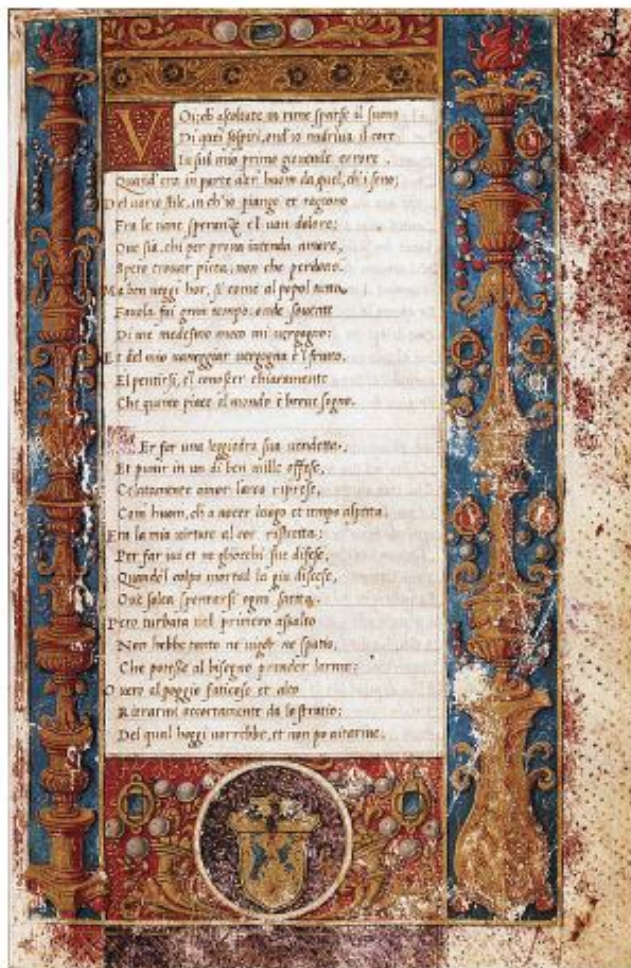 12
VOi, ch'ascoltate in rime sparse il suono
Di quei sospiri, ond'io nudriva il core
In sul mio primo giovenile errore,
Quand'era in parte altr'huom da quel, ch'i sono;
Del vario stile, in ch'io piango et ragiono
Fra le vane speranze e'l van dolore;
Ove sia, chi per prova intenda amore,
Spero trovar pieta, non che perdono.
Ma ben veggi hor, si come al popol tutto
Favola fui gran tempo: onde sovente
Di me medesmo meco mi vergogno:
Et del mio vaneggiar vergogna e'l frutto,
E'l pentirsi, e'l conoscer chiaramente
Che quanto piace al mondo è breve sogno.
PEr far una leggiadra sua vendetta,
Et punir in un di ben mille offese,
Celatamente amor l'arco riprese,
Com'huom, ch'a nocer luogo et tempo aspetta.
Era la mia virtute al cor ristretta;
Per far ivi et ne gliocchi sue difese,
Quando'l colpo mortal la giu discese,
Ove solea spuntarsi ogni saetta.
Pero turbata nel primero assalto
Non hebbe tanto ne vigor ne spatio,
Che potesse al bisogno prender larme;
Overo al poggio faticoso et alto
Ritrarmi accortamente da lo stratio;
Del qual hoggi vorrebbe, et non po aitarme.